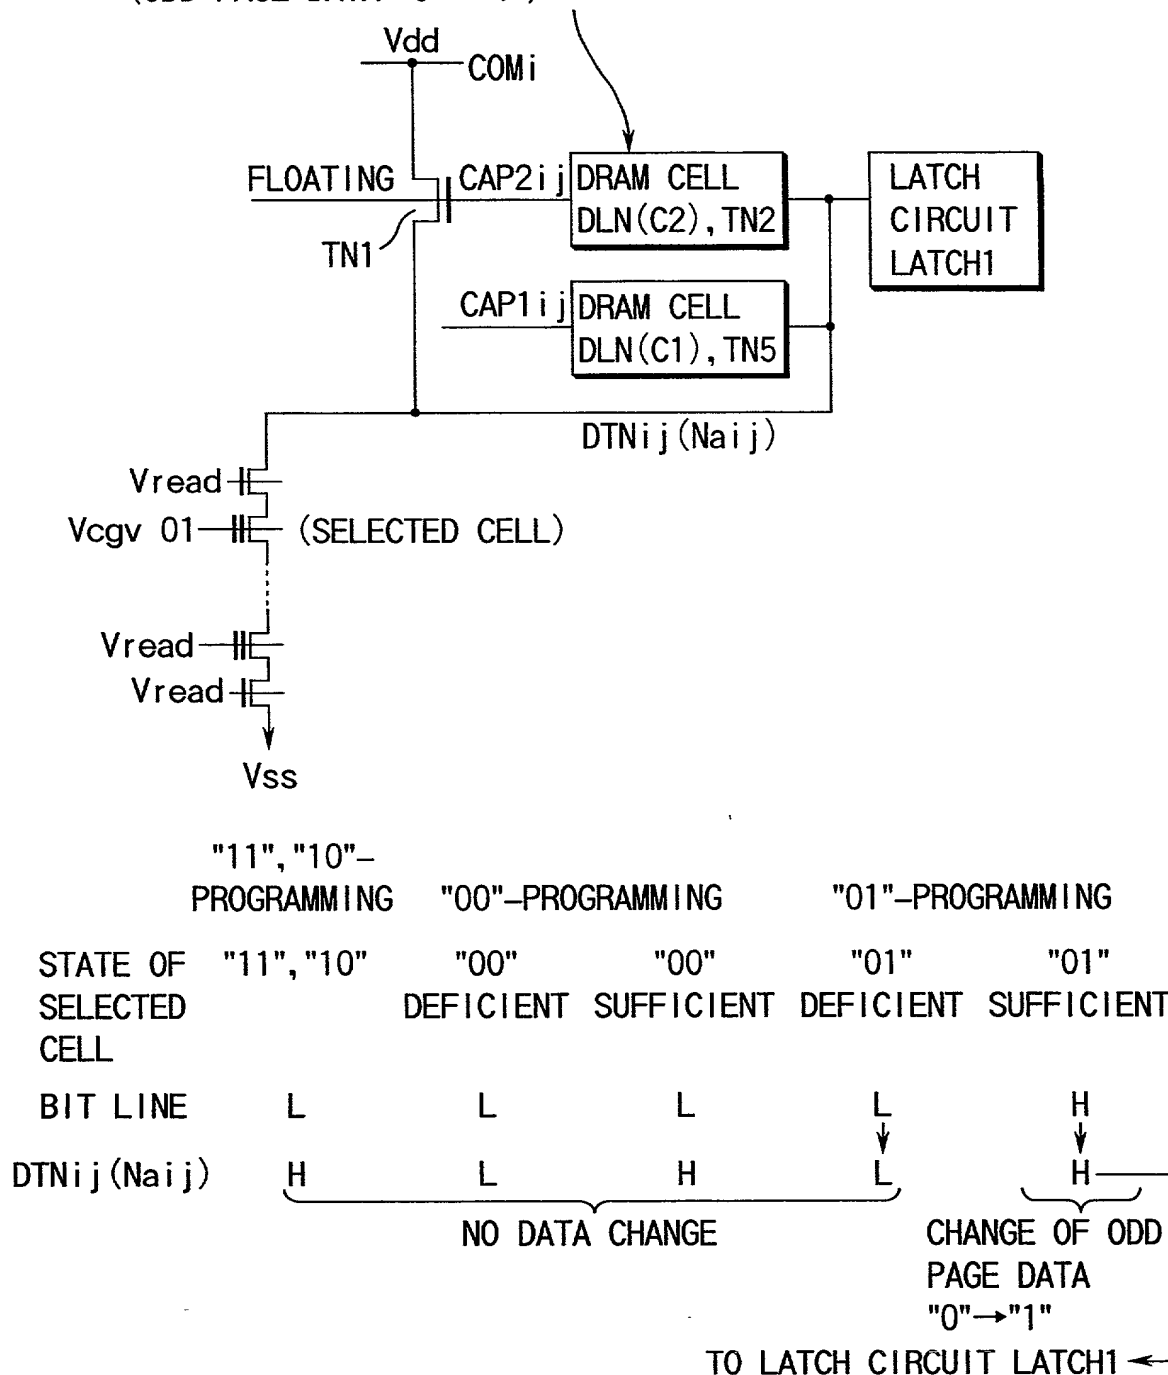 Vdd
COMi
FLOATING
CAP2ij
DRAM CELL
DLN(C2), TN2
LATCH
CIRCUIT
LATCH1
TN1
CAP1ij
DRAM CELL
DLN(C1), TN5
DTNij(Naij)
Vread
Vcgv 01
(SELECTED CELL)
Vread
Vread
Vss
"11","10"–
PROGRAMMING "00"–PROGRAMMING "01"–PROGRAMMING
STATE OF "11","10" "00" "00" "01" "01"
SELECTED DEFICIENT SUFFICIENT DEFICIENT SUFFICIENT
CELL
BIT LINE L L L L H
DTNij(Naij) H L H L H
NO DATA CHANGE
CHANGE OF ODD
PAGE DATA
"0"→"1"
TO LATCH CIRCUIT LATCH1